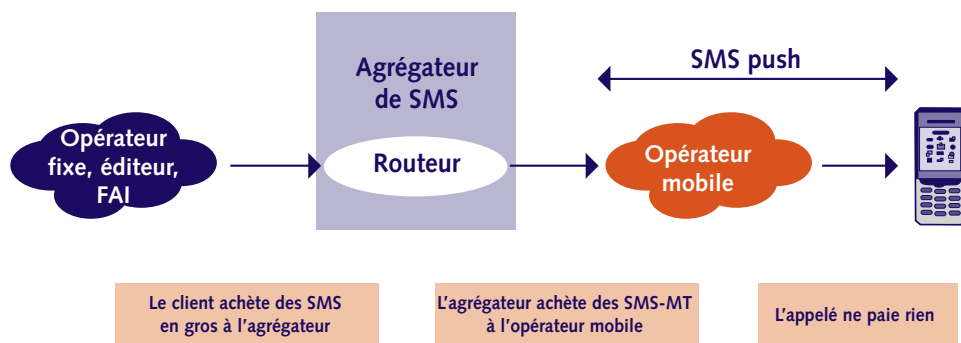 Agrégateur
de SMS
SMS push
Opérateur
fixe, éditeur,
FAI
Routeur
Opérateur
mobile
Le client achète des SMS
en gros à l'agrégateur
L'agrégateur achète des SMS-MT
à l'opérateur mobile
L'appelé ne paie rien